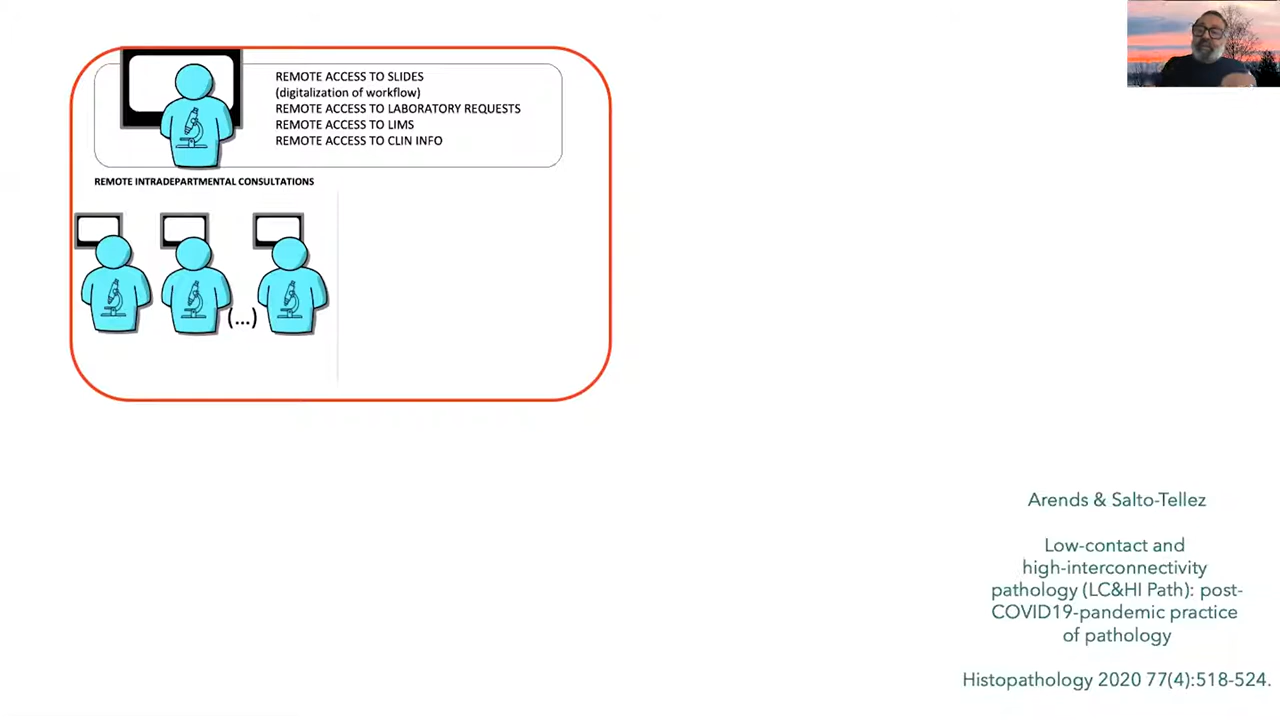 REMOTE ACCESS TO SLIDES
(digitalization of workflow)
REMOTE ACCESS TO LABORATORY REQUESTS
REMOTE ACCESS TO LIMS
REMOTE ACCESS TO CLIN INFO
REMOTE INTRADEPARTMENTAL CONSULTATIONS
(...)
Arends & Salto-Tellez
Low-contact and
high-interconnectivity
pathology (LC&HI Path): post-
COVID19-pandemic practice
of pathology
Histopathology 2020 77(4):518-524.